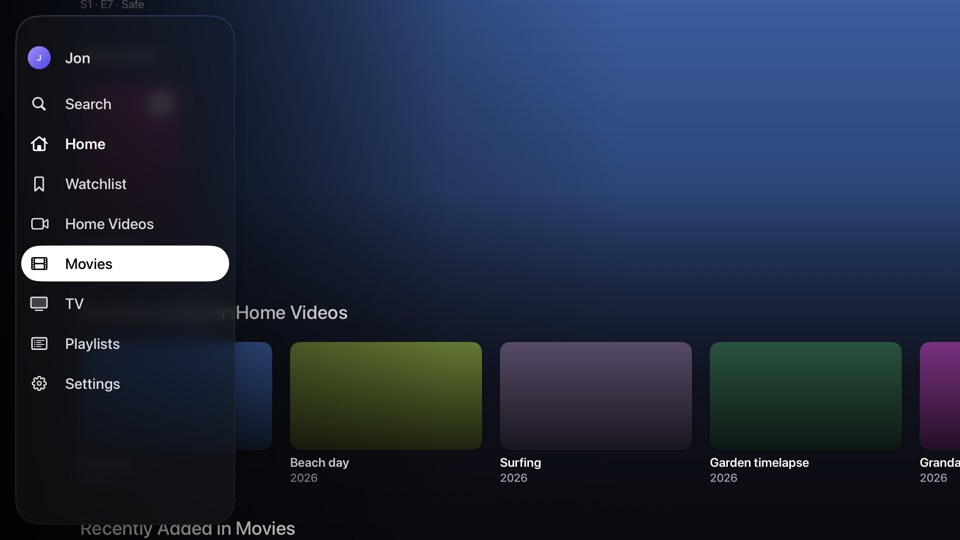 S1 · E7 · Safe
J
Jon
Search
Home
Watchlist
Home Videos
Movies
TV
Playlists
Settings
Home Videos
Beach day
2026
Surfing
2026
Garden timelapse
2026
Granda
2026
Recently Added in Movies